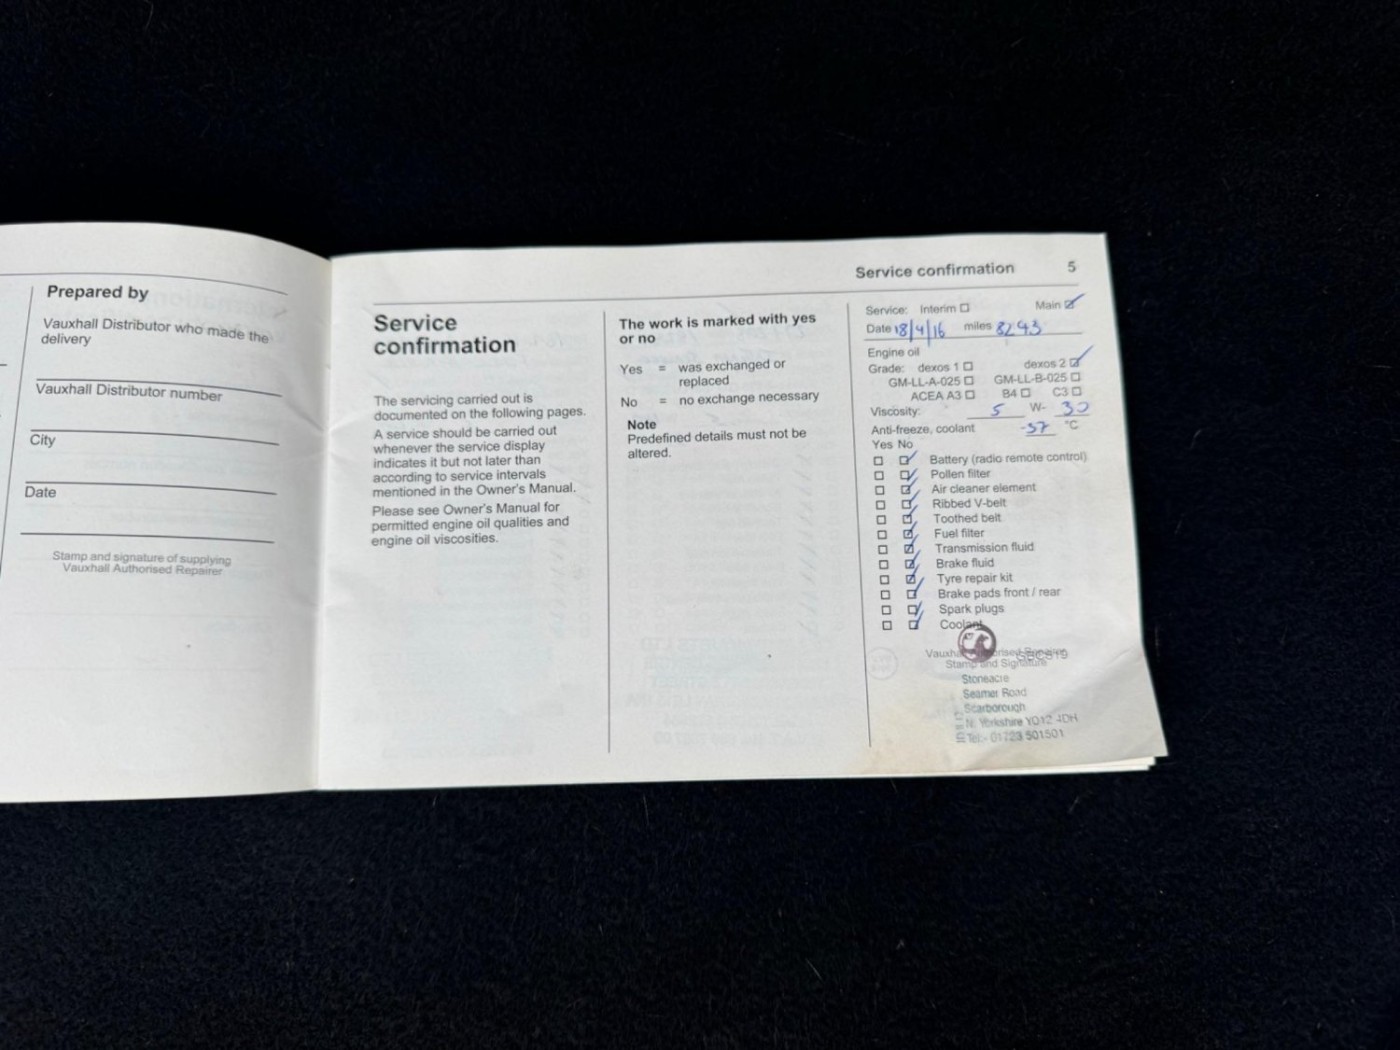 Prepared by
Vauxhall Distributor who made the
delivery
Vauxhall Distributor number
City
Date
Stamp and signature of supplying
Vauxhall Authorised Repairer
Service confirmation 5
Service
confirmation
The servicing carried out is
documented on the following pages.
A service should be carried out
whenever the service display
indicates it but not later than
according to service intervals
mentioned in the Owner's Manual.
Please see Owner's Manual for
permitted engine oil qualities and
engine oil viscosities.
The work is marked with yes
or no
Yes = was exchanged or
replaced
No = no exchange necessary
Note
Predefined details must not be
altered.
Service: Interim Main
Date 18/4/16 miles 8293
Engine oil
Grade: dexos 1 dexos 2
GM-LL-A-025 GM-LL-B-025
ACEA A3 B4 C3
Viscosity: 5 W- 30
Anti-freeze, coolant -37 °C
Yes No
Battery (radio remote control)
Pollen filter
Air cleaner element
Ribbed V-belt
Toothed belt
Fuel filter
Transmission fluid
Brake fluid
Tyre repair kit
Brake pads front / rear
Spark plugs
Coolant
Vauxhall Authorised Repairer
Stamp and Signature
Stoneacre
Seamer Road
Scarborough
N. Yorkshire YO12 4DH
Tel:- 01723 501501